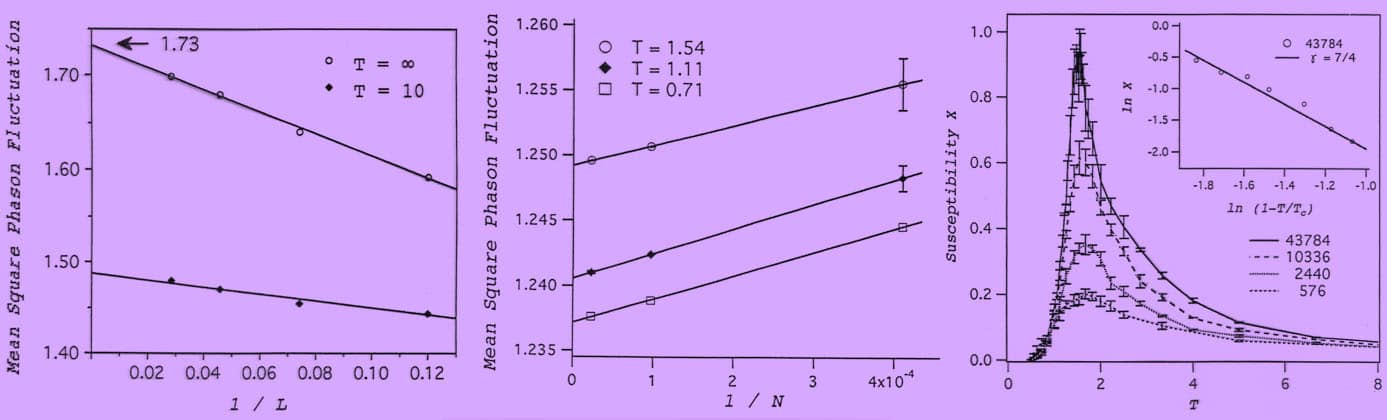 Mean Square Phason Fluctuation
1.70
1.60
1.50
1.40
1.73
T = ∞
T = 10
0.02 0.04 0.06 0.08 0.10 0.12
1 / L
Mean Square Phason Fluctuation
1.260
1.255
1.250
1.245
1.240
1.235
T = 1.54
T = 1.11
T = 0.71
0 1 2 3 4x10⁻⁴
1 / N
Susceptibility X
1.0
0.8
0.6
0.4
0.2
0.0
0 2 4 6 8
T
ln X
0.0
-0.5
-1.0
-1.5
-2.0
43784
γ = 7/4
-1.8 -1.6 -1.4 -1.2 -1.0
ln (1-T/Tc)
43784
10336
2440
576